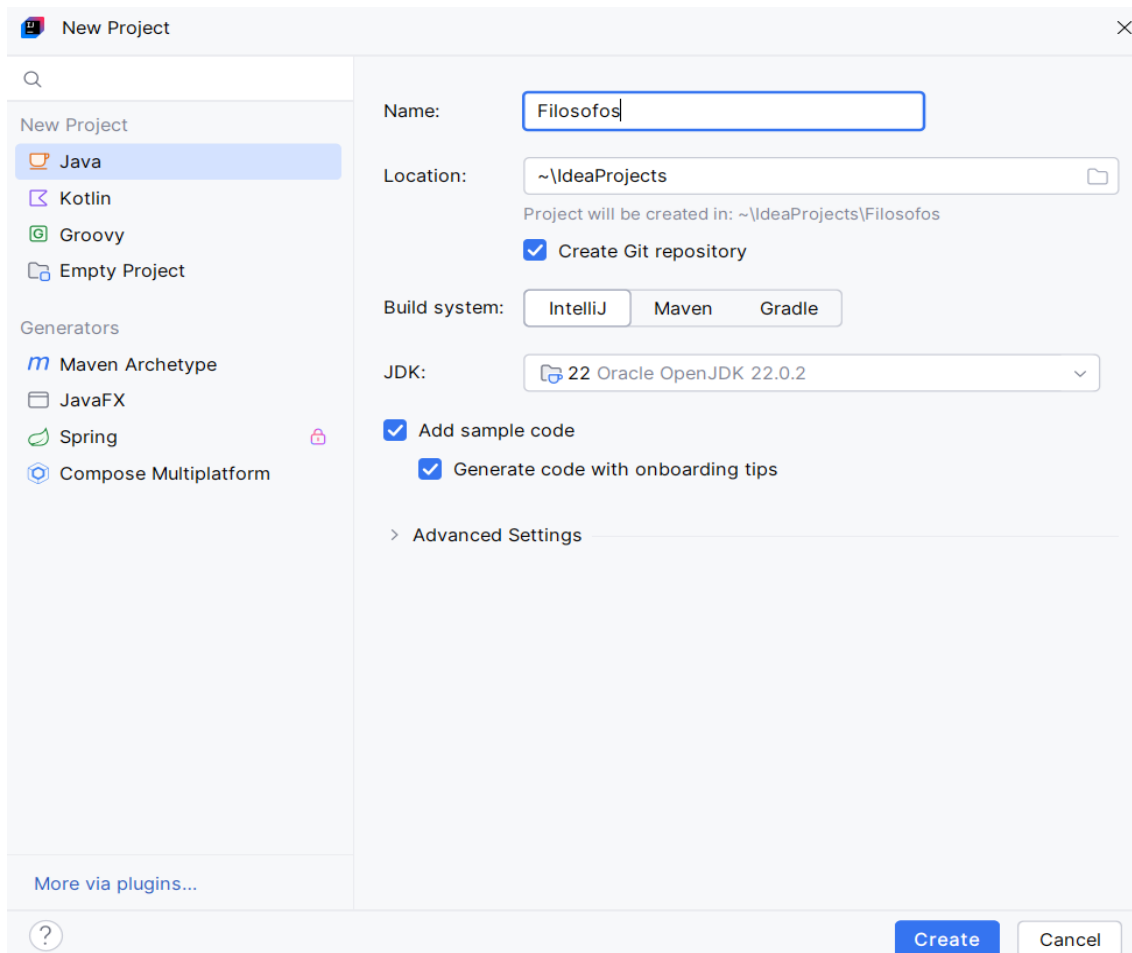 New Project
New Project
Java
Kotlin
Groovy
Empty Project
Generators
Maven Archetype
JavaFX
Spring
Compose Multiplatform
More via plugins...
?
Name: Filosofos
Location: ~\IdeaProjects
Project will be created in: ~\IdeaProjects\Filosofos
Create Git repository
Build system: IntelliJ Maven Gradle
JDK: 22 Oracle OpenJDK 22.0.2
Add sample code
Generate code with onboarding tips
Advanced Settings
Create Cancel